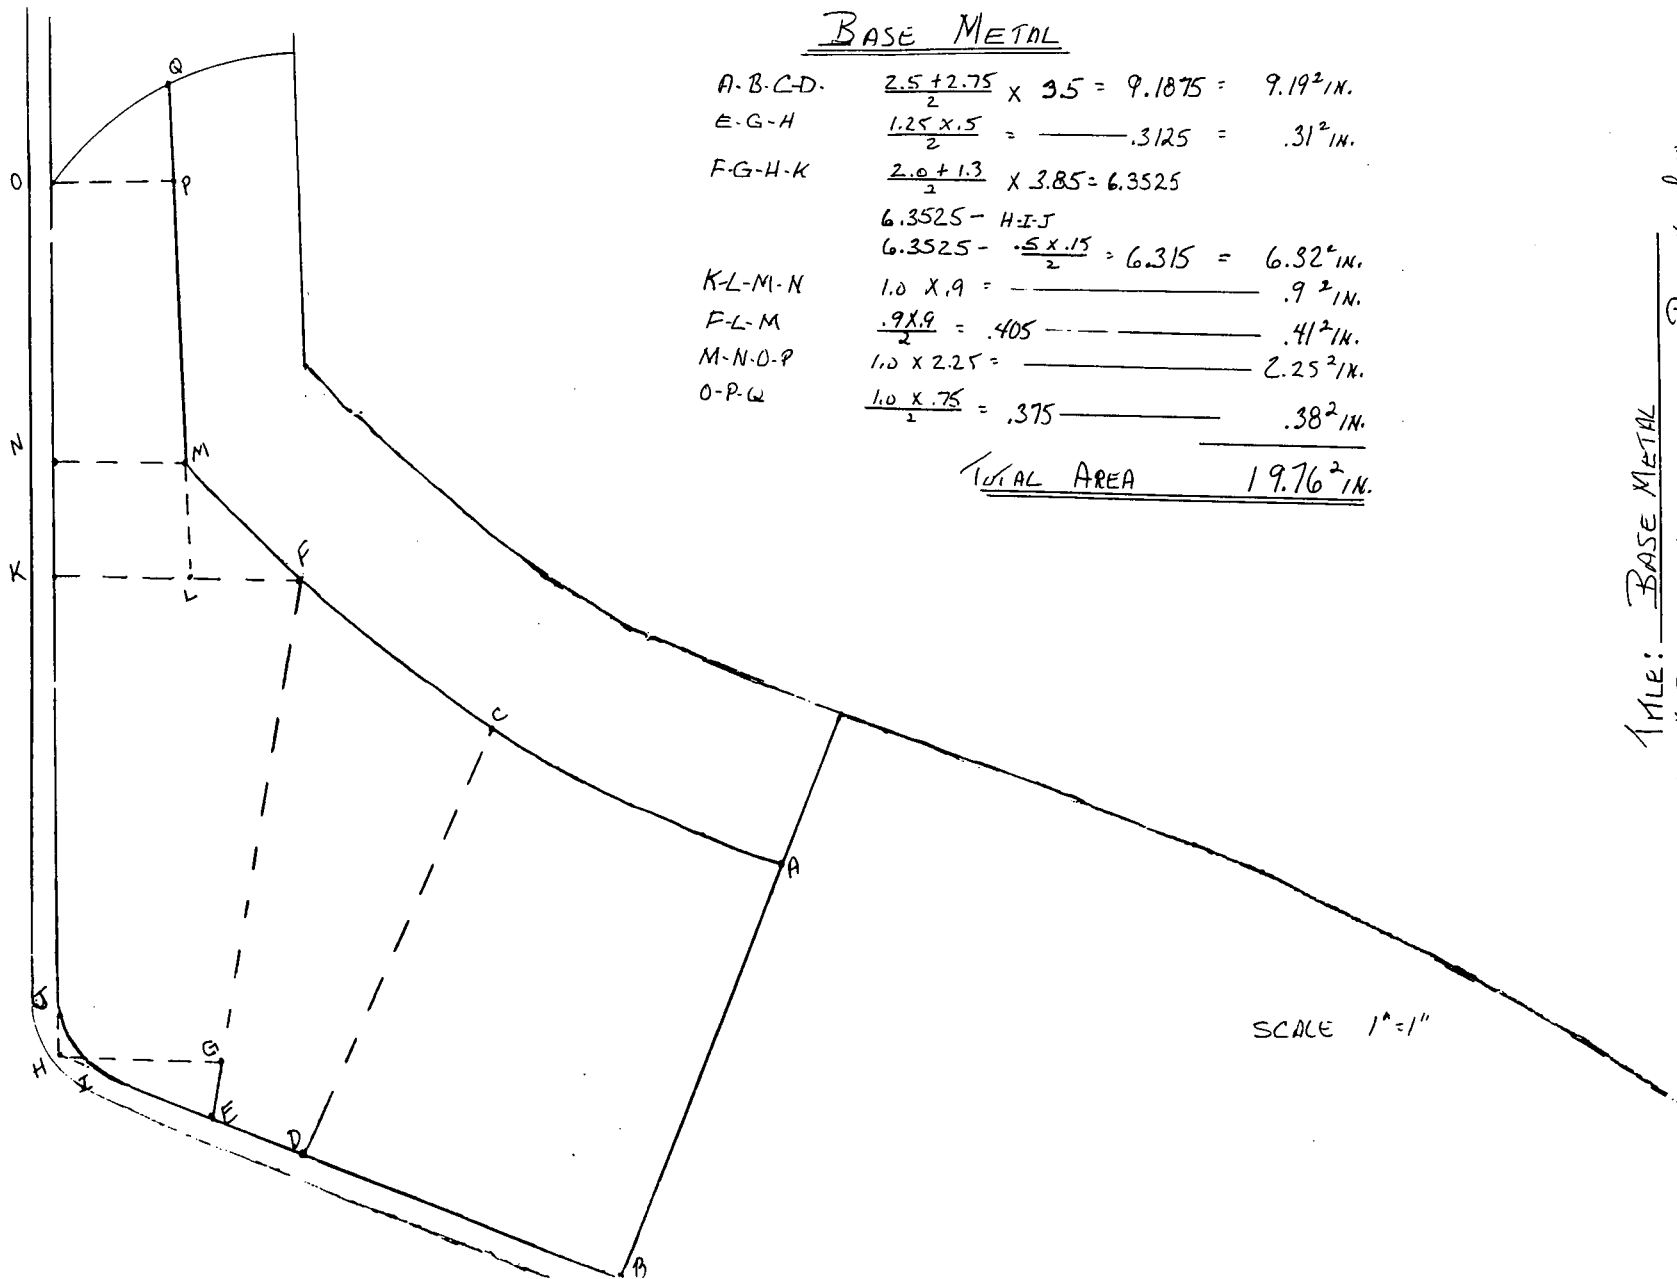 BASE METAL
A-B-C-D. 2.5 + 2.75 / 2 x 3.5 = 9.1875 = 9.19² IN.
E-G-H 1.25 x .5 / 2 = .3125 = .31² IN.
F-G-H-K 2.0 + 1.3 / 2 x 3.85 = 6.3525
6.3525 - H-I-J
6.3525 - .5 x .15 / 2 = 6.315 = 6.32² IN.
K-L-M-N 1.0 x .9 = .9² IN.
F-L-M .9 x .9 / 2 = .405 .41² IN.
M-N-O-P 1.0 x 2.25 = 2.25² IN.
O-P-Q 1.0 x .75 / 2 = .375 .38² IN.
TOTAL AREA 19.76² IN.
Q
O
P
N
M
K
L
F
C
A
J
H
I
G
E
D
B
SCALE 1"=1"
TITLE: BASE METAL